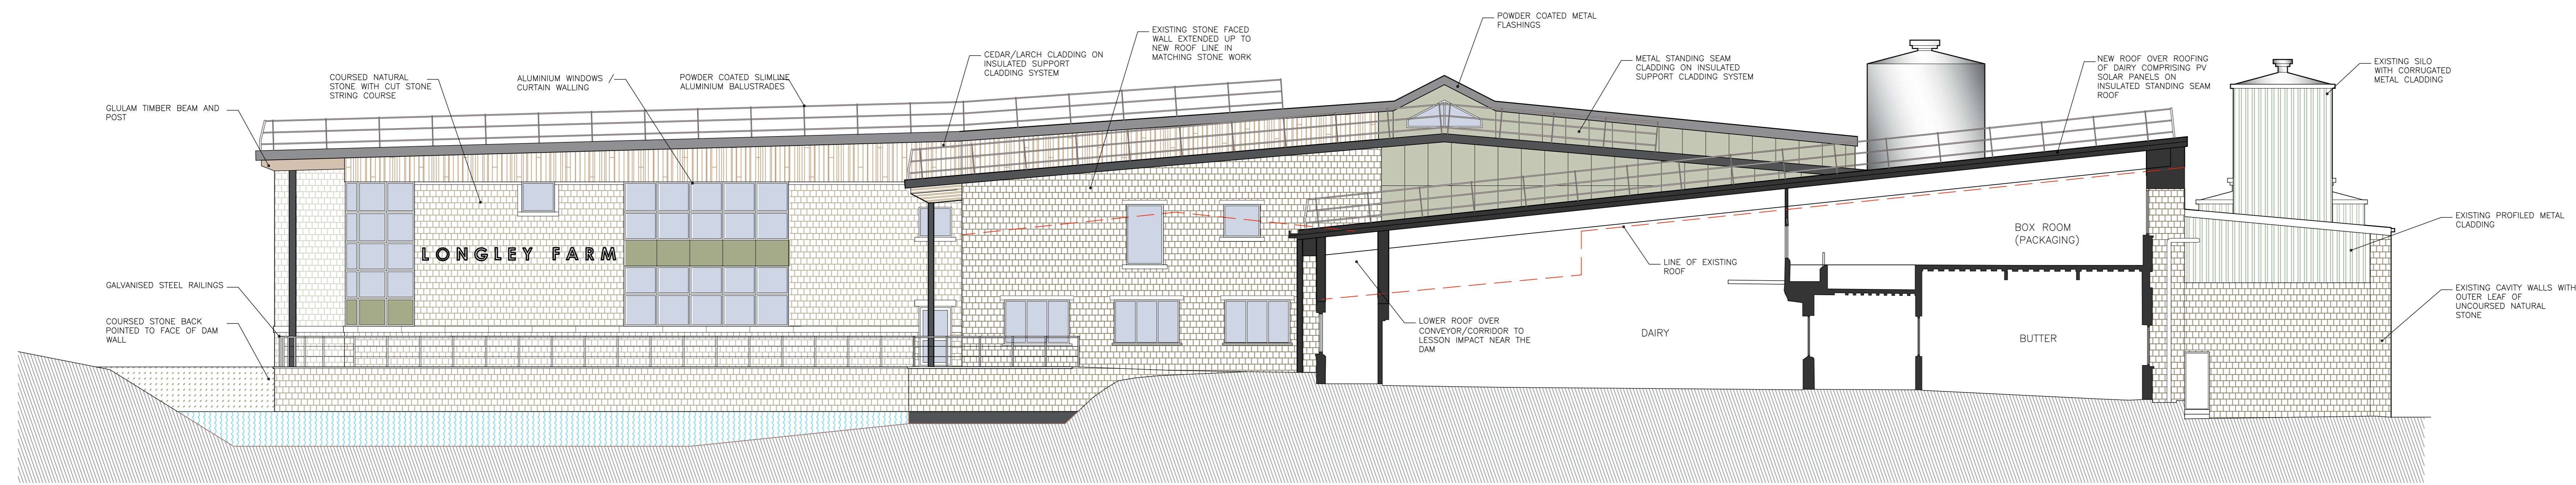 GLULAM TIMBER BEAM AND
POST
COURSED NATURAL
STONE WITH CUT STONE
STRING COURSE
ALUMINIUM WINDOWS /
CURTAIN WALLING
POWDER COATED SLIMLINE
ALUMINIUM BALUSTRADES
CEDAR/LARCH CLADDING ON
INSULATED SUPPORT
CLADDING SYSTEM
EXISTING STONE FACED
WALL EXTENDED UP TO
NEW ROOF LINE IN
MATCHING STONE WORK
POWDER COATED METAL
FLASHINGS
METAL STANDING SEAM
CLADDING ON INSULATED
SUPPORT CLADDING SYSTEM
NEW ROOF OVER ROOFING
OF DAIRY COMPRISING PV
SOLAR PANELS ON
INSULATED STANDING SEAM
ROOF
EXISTING SILO
WITH CORRUGATED
METAL CLADDING
EXISTING PROFILED METAL
CLADDING
EXISTING CAVITY WALLS WITH
OUTER LEAF OF
UNCOURSED NATURAL
STONE
GALVANISED STEEL RAILINGS
COURSED STONE BACK
POINTED TO FACE OF DAM
WALL
LONGLEY FARM
LOWER ROOF OVER
CONVEYOR/CORRIDOR TO
LESSON IMPACT NEAR THE
DAM
LINE OF EXISTING
ROOF
DAIRY
BOX ROOM
(PACKAGING)
BUTTER